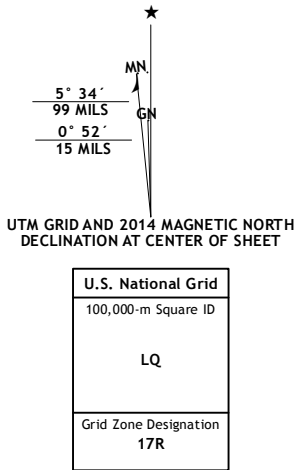 MN.
GN
5° 34´
99 MILS
0° 52´
15 MILS
UTM GRID AND 2014 MAGNETIC NORTH
DECLINATION AT CENTER OF SHEET
U.S. National Grid
100,000-m Square ID
LQ
Grid Zone Designation
17R